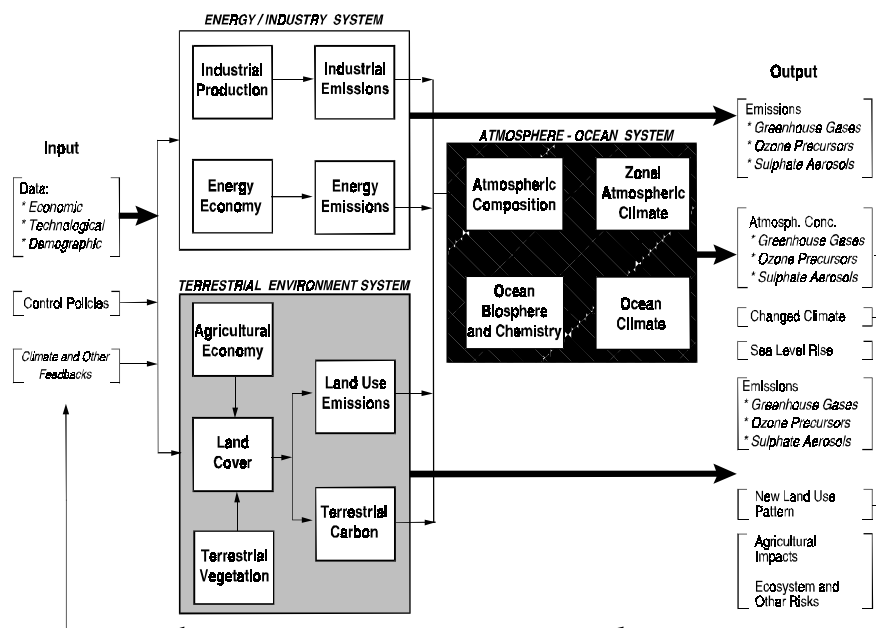 ENERGY / INDUSTRY SYSTEM
Industrial
Production
Industrial
Emissions
Energy
Economy
Energy
Emissions
Input
Data:
* Economic
* Technological
* Demographic
Control Policies
Climate and Other
Feedbacks
TERRESTRIAL ENVIRONMENT SYSTEM
Agricultural
Economy
Land
Cover
Terrestrial
Vegetation
Land Use
Emissions
Terrestrial
Carbon
ATMOSPHERE - OCEAN SYSTEM
Atmospheric
Composition
Zonal
Atmospheric
Climate
Ocean
Biosphere
and Chemistry
Ocean
Climate
Output
Emissions
* Greenhouse Gases
* Ozone Precursors
* Sulphate Aerosols
Atmosph. Conc.
* Greenhouse Gases
* Ozone Precursors
* Sulphate Aerosols
Changed Climate
Sea Level Rise
Emissions
* Greenhouse Gases
* Ozone Precursors
* Sulphate Aerosols
New Land Use
Pattern
Agricultural
Impacts
Ecosystem and
Other Risks